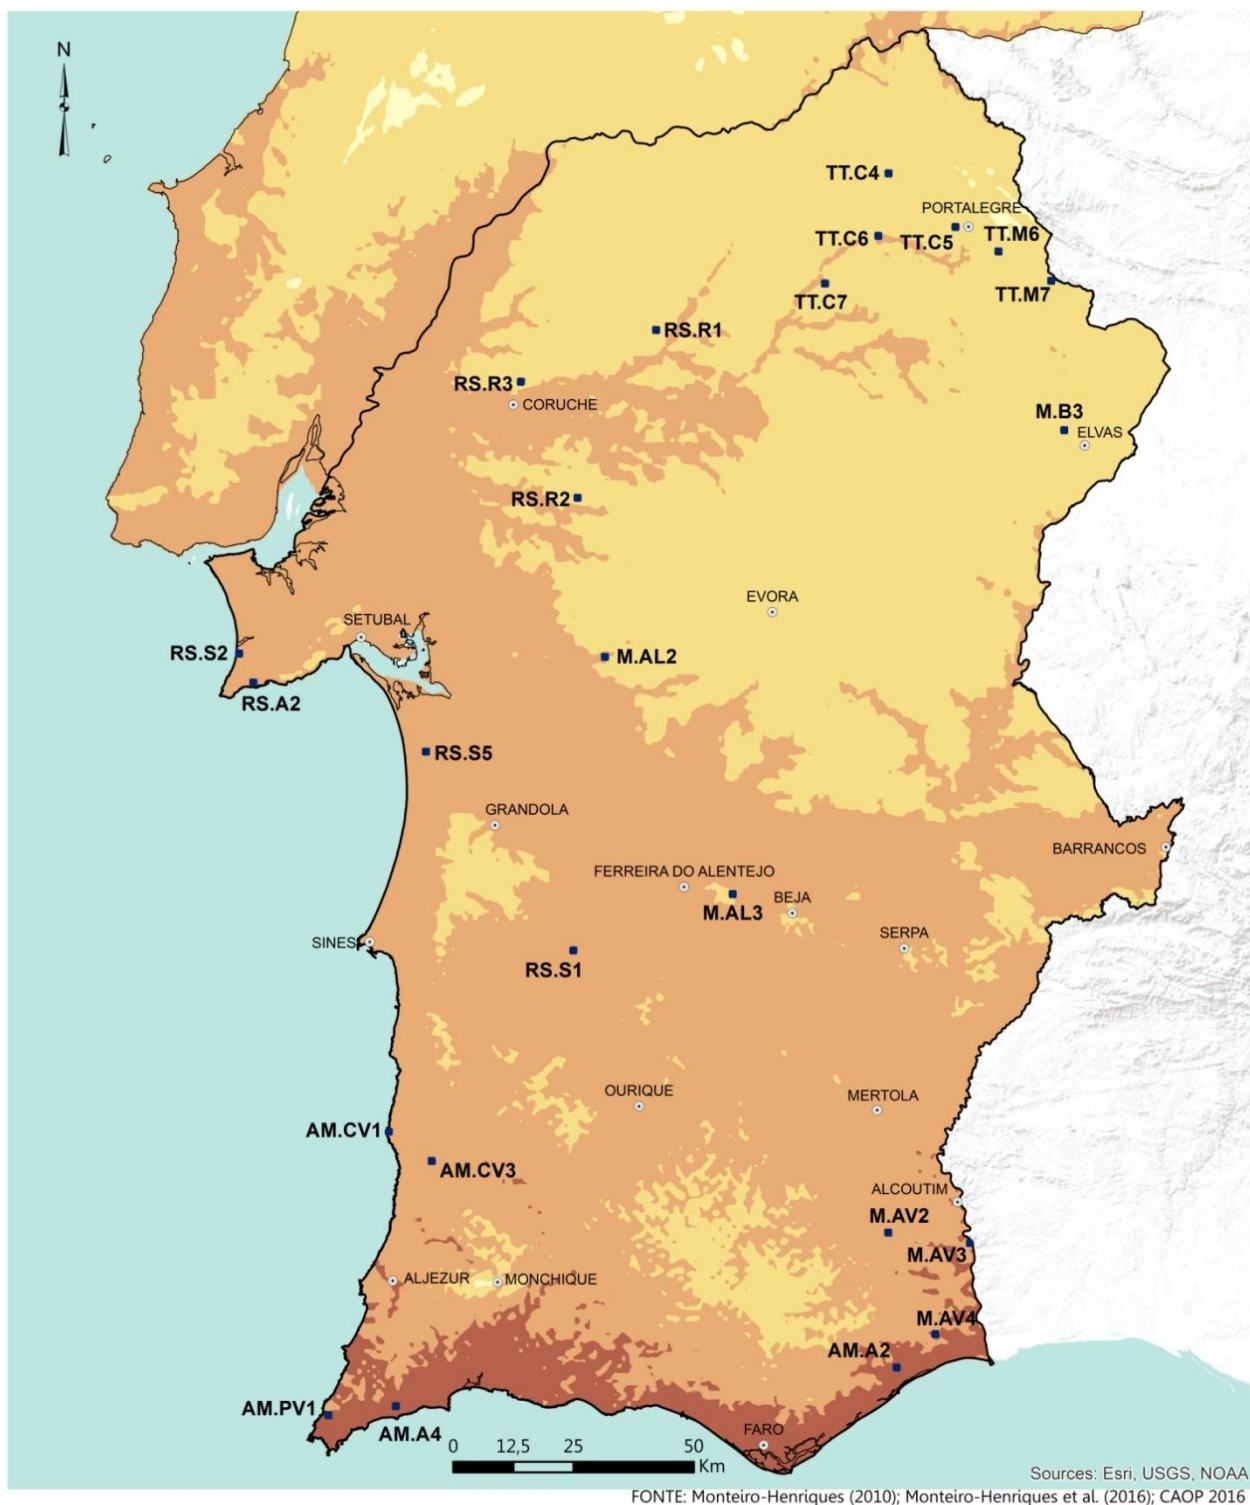 N
TT.C4
PORTALEGRE
TT.C6
TT.C5
TT.M6
TT.C7
TT.M7
RS.R1
RS.R3
CORUCHE
M.B3
ELVAS
RS.R2
EVORA
SETUBAL
RS.S2
M.AL2
RS.A2
RS.S5
GRANDOLA
BARRANCOS
FERREIRA DO ALENTEJO
M.AL3
BEJA
SERPA
SINES
RS.S1
OURIQUE
MERTOLA
AM.CV1
AM.CV3
ALCOUTIM
M.AV2
M.AV3
ALJEZUR
MONCHIQUE
M.AV4
AM.A2
AM.PV1
AM.A4
FARO
0 12,5 25 50
Km
Sources: Esri, USGS, NOAA
FONTE: Monteiro-Henriques (2010); Monteiro-Henriques et al. (2016); CAOP 2016